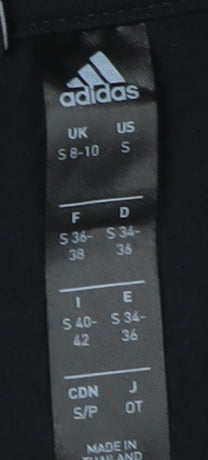 adidas
UK US
S 8-10 S
F D
S 36- S 34-
38 36
I E
S 40- S 34-
42 36
CDN J
S/P OT
MADE IN
THAILAND